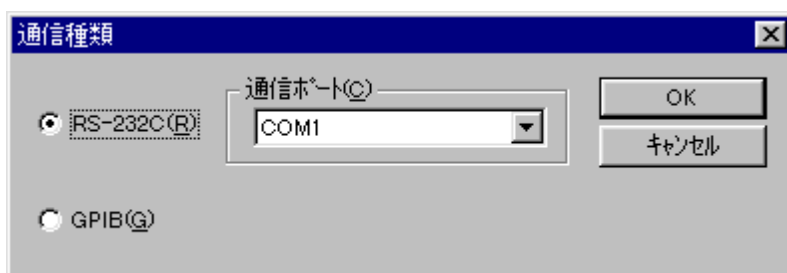 通信種類
通信ﾎﾟｰﾄ(C)
RS-232C(R)
COM1
OK
ｷｬﾝｾﾙ
GPIB(G)